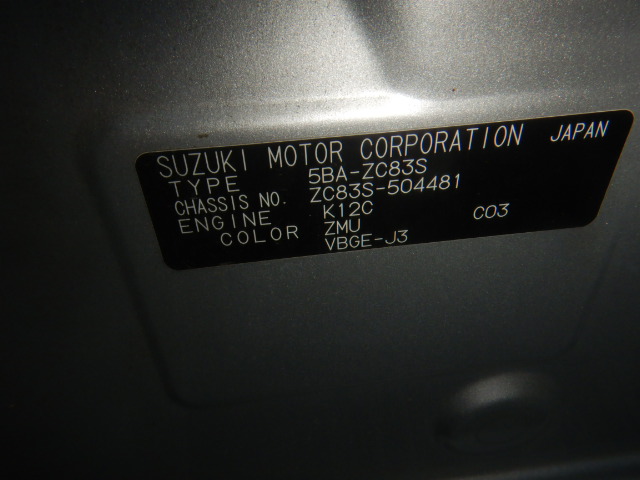 SUZUKI MOTOR CORPORATION JAPAN
TYPE 5BA-ZC83S
CHASSIS NO. ZC83S-504481
ENGINE K12C C03
COLOR ZMU
VBGE-J3